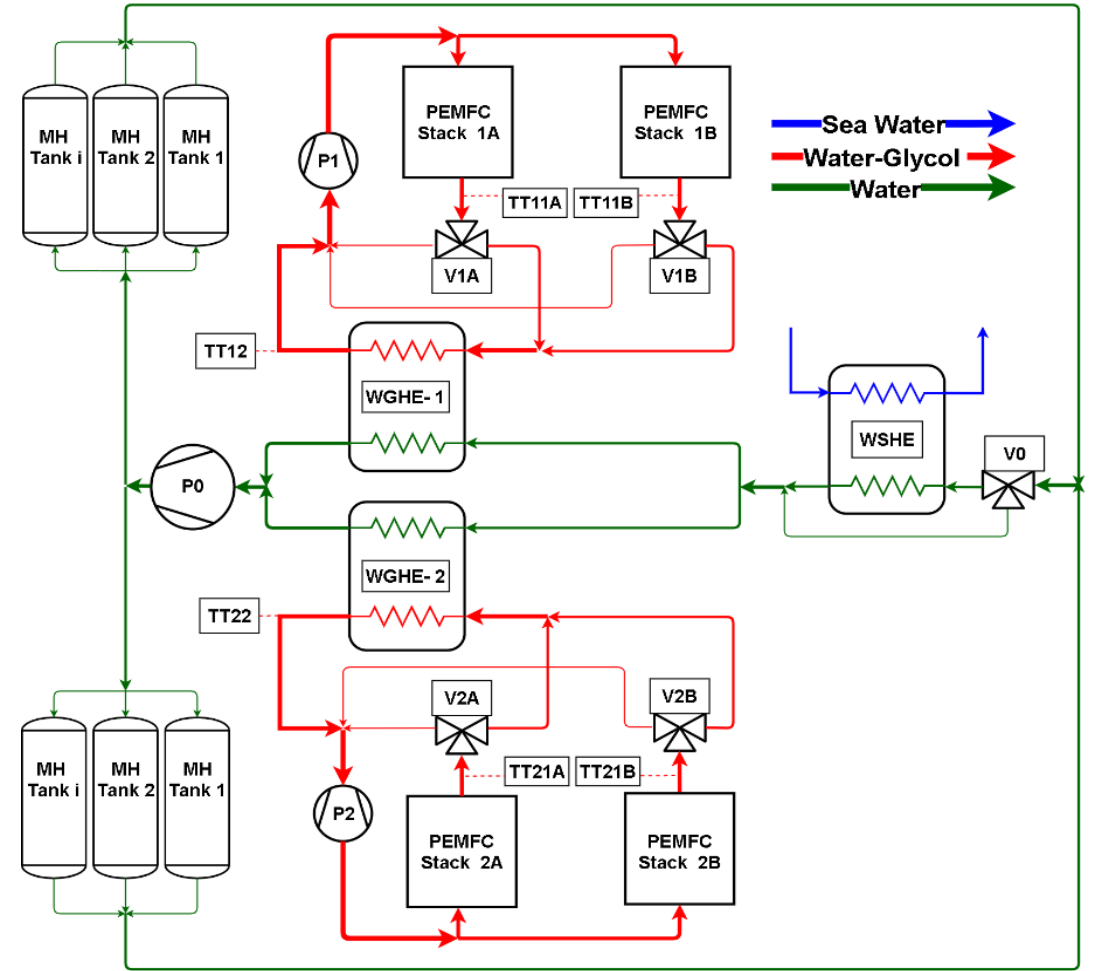 MH
Tank i
MH
Tank 2
MH
Tank 1
P1
PEMFC
Stack 1A
PEMFC
Stack 1B
Sea Water
Water-Glycol
Water
TT11A
TT11B
V1A
V1B
TT12
WGHE- 1
WSHE
V0
P0
WGHE- 2
TT22
V2A
V2B
TT21A
TT21B
MH
Tank i
MH
Tank 2
MH
Tank 1
P2
PEMFC
Stack 2A
PEMFC
Stack 2B